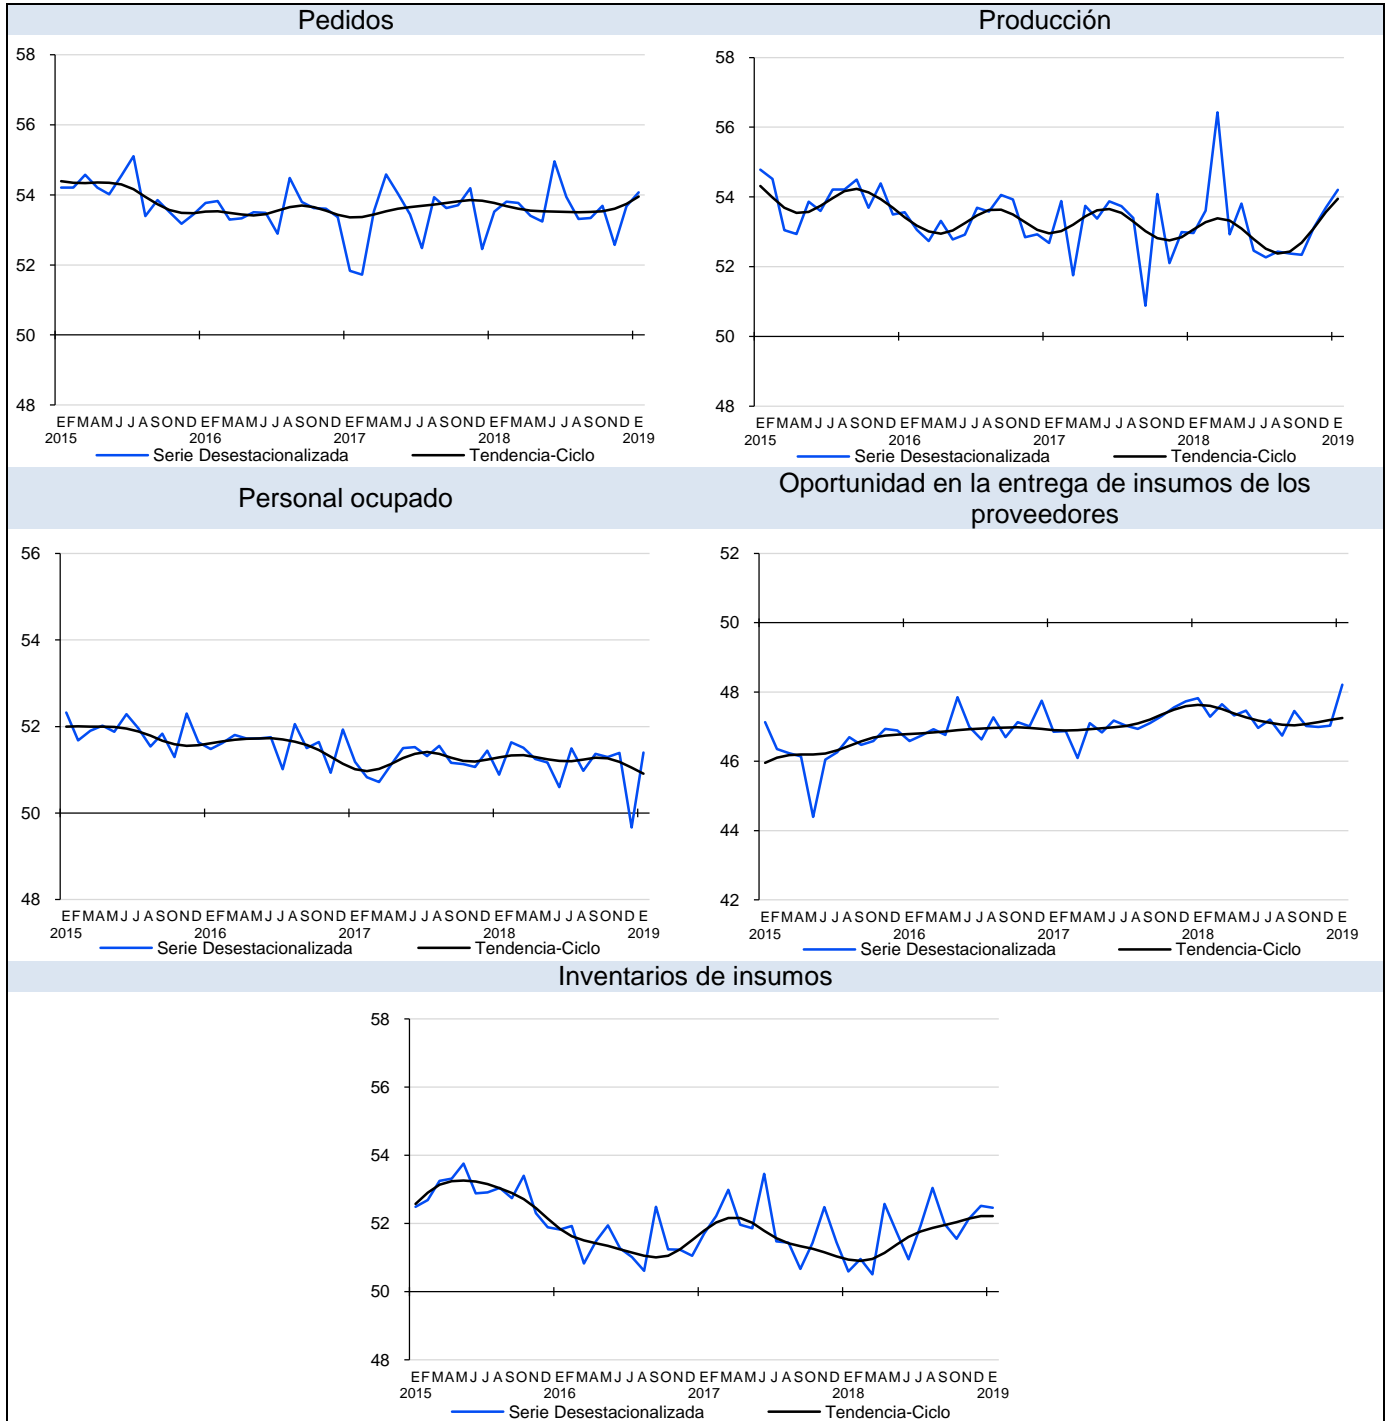 Pedidos
58
56
54
52
50
48
E F M A M J J A S O N D E F M A M J J A S O N D E F M A M J J A S O N D E F M A M J J A S O N D E
2015 2016 2017 2018 2019
Serie Desestacionalizada Tendencia-Ciclo
Producción
58
56
54
52
50
48
E F M A M J J A S O N D E F M A M J J A S O N D E F M A M J J A S O N D E F M A M J J A S O N D E
2015 2016 2017 2018 2019
Serie Desestacionalizada Tendencia-Ciclo
Personal ocupado
56
54
52
50
48
E F M A M J J A S O N D E F M A M J J A S O N D E F M A M J J A S O N D E F M A M J J A S O N D E
2015 2016 2017 2018 2019
Serie Desestacionalizada Tendencia-Ciclo
Oportunidad en la entrega de insumos de los
proveedores
52
50
48
46
44
42
E F M A M J J A S O N D E F M A M J J A S O N D E F M A M J J A S O N D E F M A M J J A S O N D E
2015 2016 2017 2018 2019
Serie Desestacionalizada Tendencia-Ciclo
Inventarios de insumos
58
56
54
52
50
48
E F M A M J J A S O N D E F M A M J J A S O N D E F M A M J J A S O N D E F M A M J J A S O N D E
2015 2016 2017 2018 2019
Serie Desestacionalizada Tendencia-Ciclo